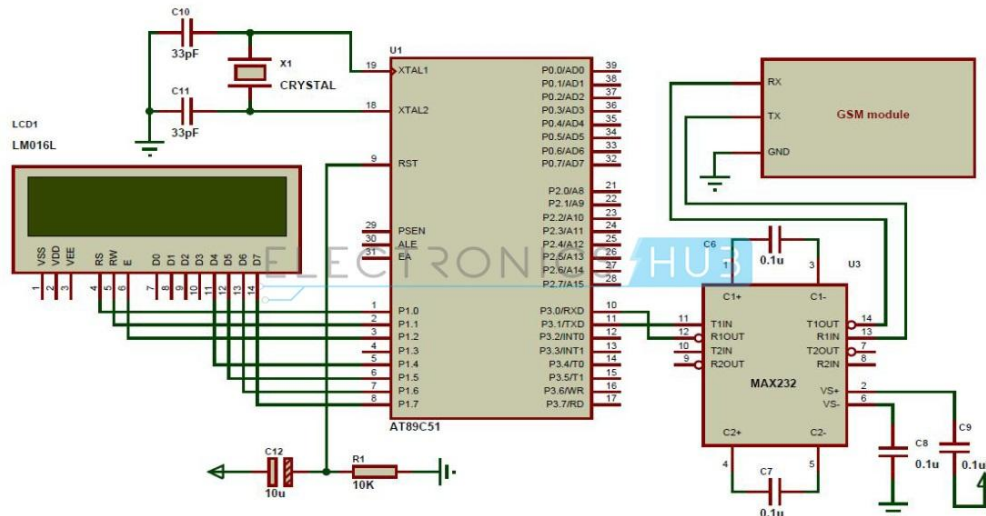 C10
33pF
X1
CRYSTAL
C11
33pF
LCD1
LM016L
VSS
VDD
VEE
RS
RW
E
D0
D1
D2
D3
D4
D5
D6
D7
1
2
3
4
5
6
7
8
9
10
11
12
13
14
U1
19 XTAL1
18 XTAL2
9 RST
29 PSEN
30 ALE
31 EA
1 P1.0
2 P1.1
3 P1.2
4 P1.3
5 P1.4
6 P1.5
7 P1.6
8 P1.7
P0.0/AD0 39
P0.1/AD1 38
P0.2/AD2 37
P0.3/AD3 36
P0.4/AD4 35
P0.5/AD5 34
P0.6/AD6 33
P0.7/AD7 32
P2.0/A8 21
P2.1/A9 22
P2.2/A10 23
P2.3/A11 24
P2.4/A12 25
P2.5/A13 26
P2.6/A14 27
P2.7/A15 28
P3.0/RXD 10
P3.1/TXD 11
P3.2/INT0 12
P3.3/INT1 13
P3.4/T0 14
P3.5/T1 15
P3.6/WR 16
P3.7/RD 17
AT89C51
C12
10u
R1
10K
ELECTRONICS HUB
RX
TX
GND
GSM module
C6
0.1u
U3
1
3
C1+
C1-
11 T1IN
12 R1OUT
10 T2IN
9 R2OUT
T1OUT 14
R1IN 13
T2OUT 7
R2IN 8
MAX232
VS+ 2
VS- 6
C2+
C2-
4
5
C7
0.1u
C8
0.1u
C9
0.1u